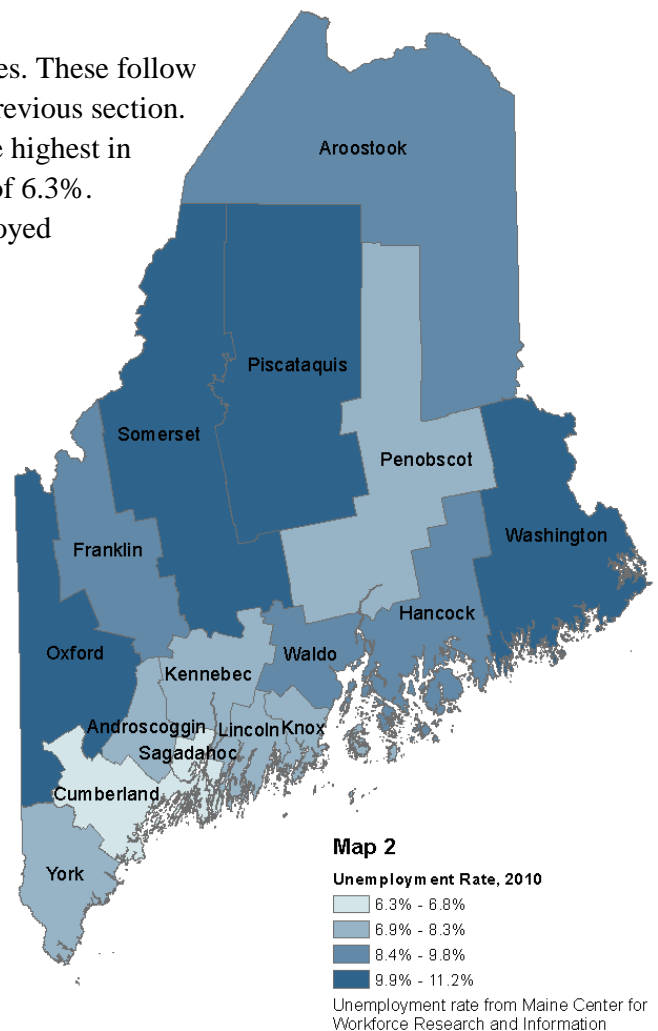 es. These follow
revious section.
e highest in
of 6.3%.
oyed
Aroostook
Piscataquis
Somerset
Penobscot
Washington
Franklin
Hancock
Oxford
Waldo
Kennebec
Androscoggin
Lincoln
Knox
Sagadahoc
Cumberland
York
Map 2
Unemployment Rate, 2010
6.3% - 6.8%
6.9% - 8.3%
8.4% - 9.8%
9.9% - 11.2%
Unemployment rate from Maine Center for
Workforce Research and Information